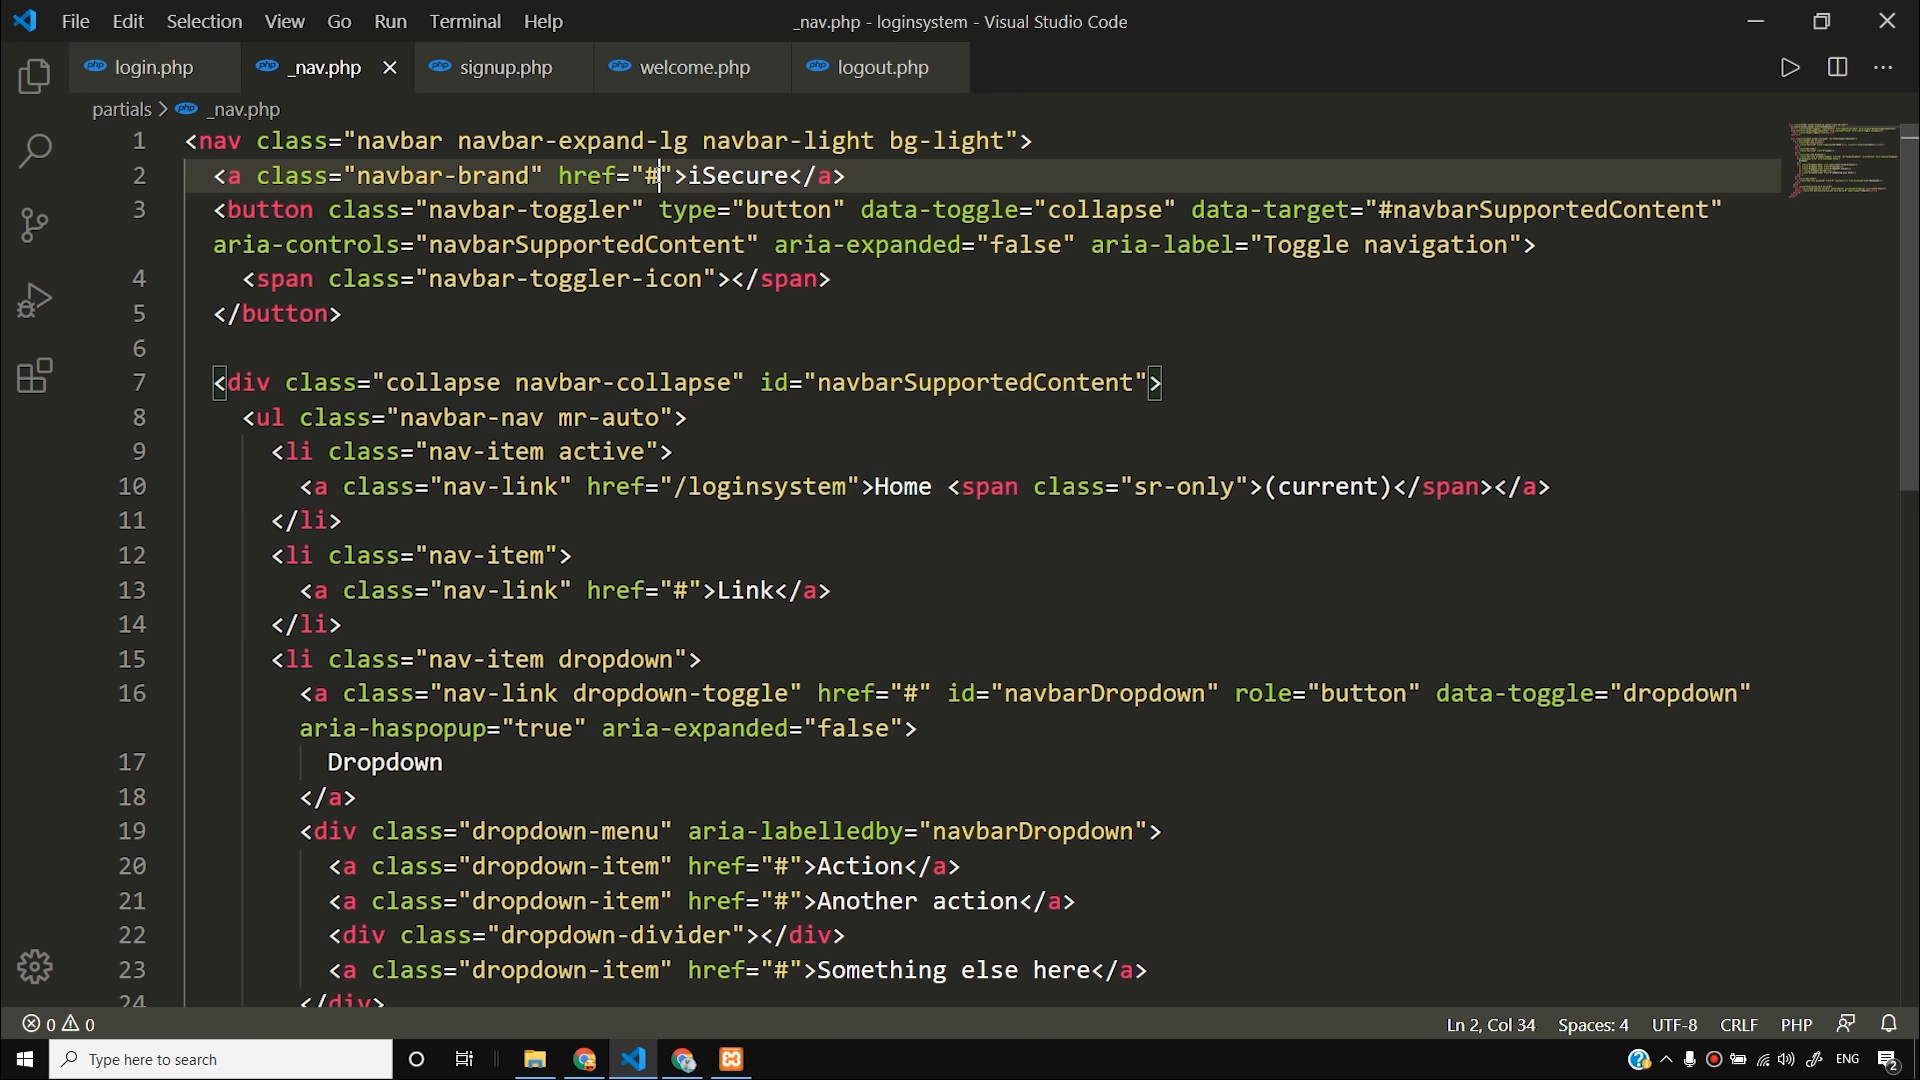 File Edit Selection View Go Run Terminal Help
_nav.php - loginsystem - Visual Studio Code
php login.php
php _nav.php
php signup.php
php welcome.php
php logout.php
partials > php _nav.php
1 <nav class="navbar navbar-expand-lg navbar-light bg-light">
2 <a class="navbar-brand" href="#">iSecure</a>
3 <button class="navbar-toggler" type="button" data-toggle="collapse" data-target="#navbarSupportedContent"
aria-controls="navbarSupportedContent" aria-expanded="false" aria-label="Toggle navigation">
4 <span class="navbar-toggler-icon"></span>
5 </button>
6
7 <div class="collapse navbar-collapse" id="navbarSupportedContent">
8 <ul class="navbar-nav mr-auto">
9 <li class="nav-item active">
10 <a class="nav-link" href="/loginsystem">Home <span class="sr-only">(current)</span></a>
11 </li>
12 <li class="nav-item">
13 <a class="nav-link" href="#">Link</a>
14 </li>
15 <li class="nav-item dropdown">
16 <a class="nav-link dropdown-toggle" href="#" id="navbarDropdown" role="button" data-toggle="dropdown"
aria-haspopup="true" aria-expanded="false">
17 Dropdown
18 </a>
19 <div class="dropdown-menu" aria-labelledby="navbarDropdown">
20 <a class="dropdown-item" href="#">Action</a>
21 <a class="dropdown-item" href="#">Another action</a>
22 <div class="dropdown-divider"></div>
23 <a class="dropdown-item" href="#">Something else here</a>
24 </div>
0 0
Ln 2, Col 34 Spaces: 4 UTF-8 CRLF PHP
Type here to search
ENG
2